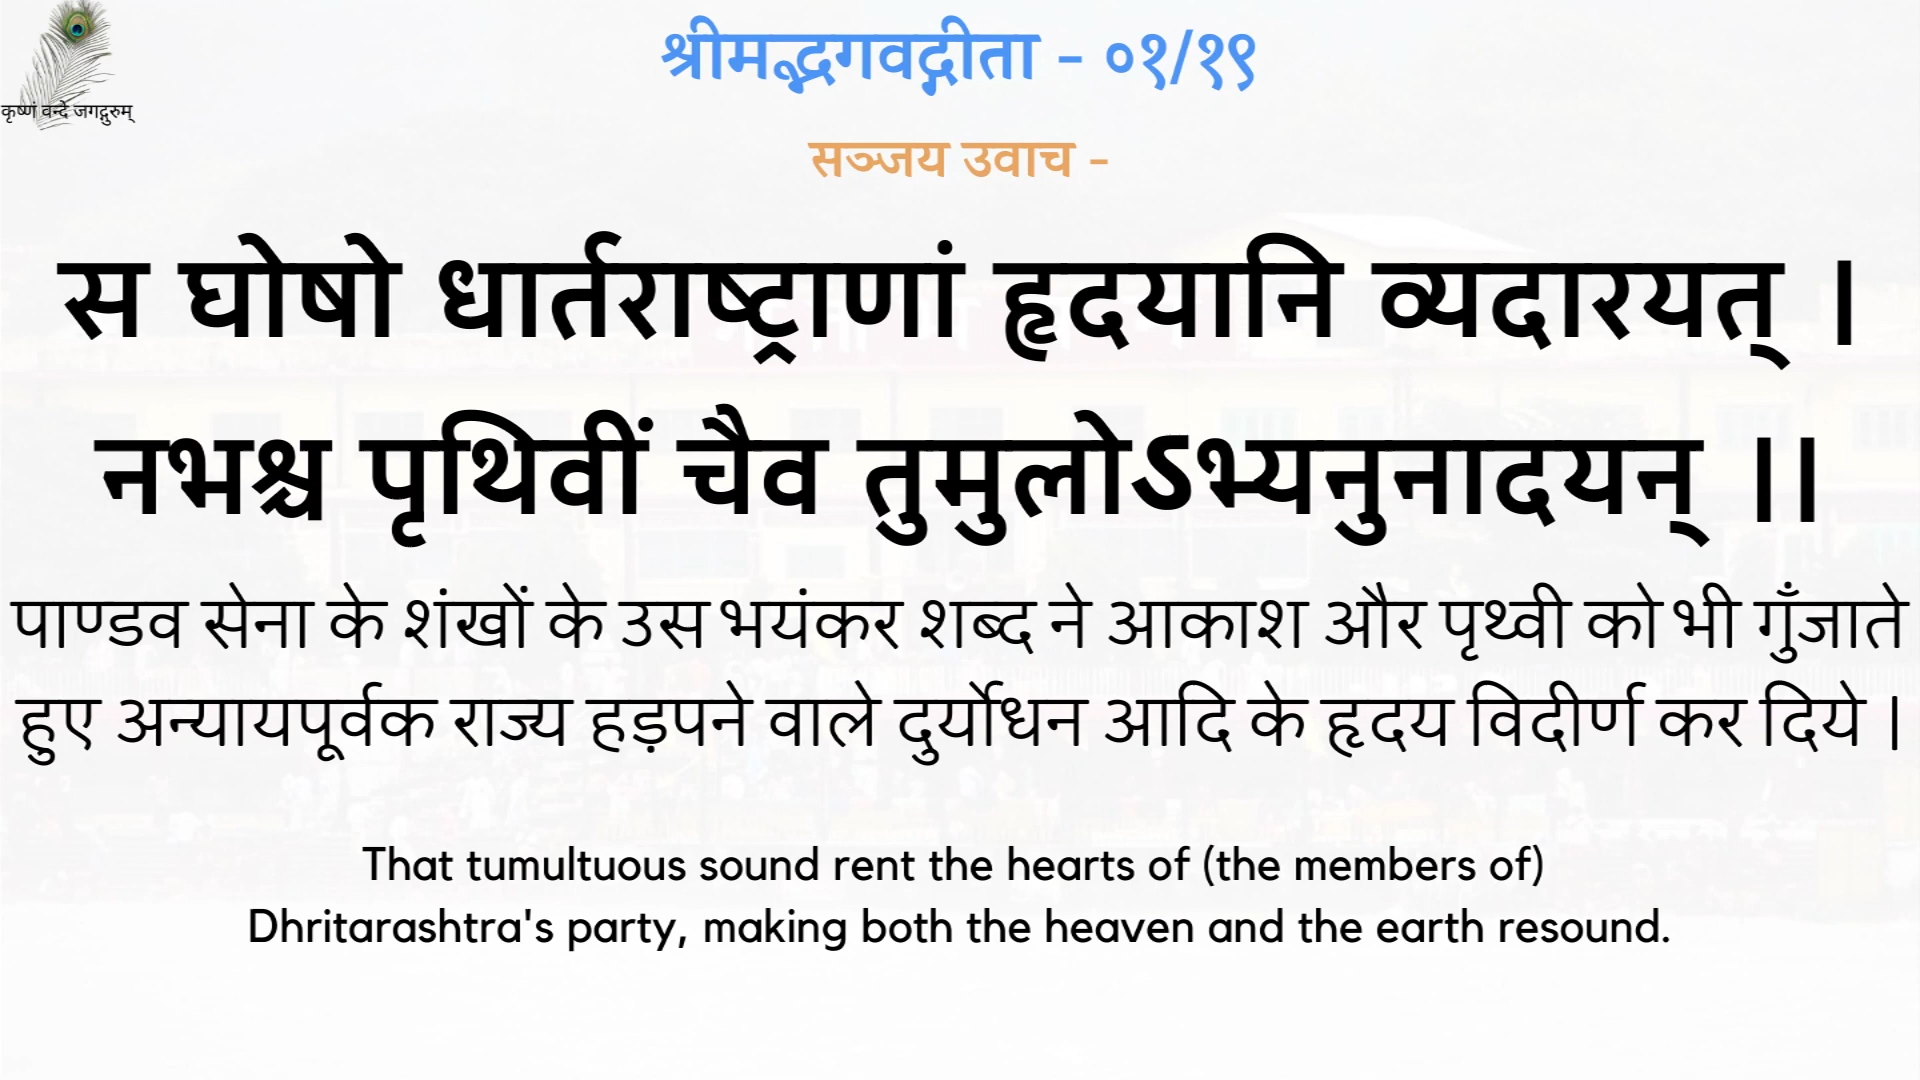 श्रीमद्भगवद्गीता - ०१/१९
कृष्णं वन्दे जगद्गुरुम्
सञ्जय उवाच -
स घोषो धार्तराष्ट्राणां हृदयानि व्यदारयत् ।
नभश्च पृथिवीं चैव तुमुलोऽभ्यनुनादयन् ।।
पाण्डव सेना के शंखों के उस भयंकर शब्द ने आकाश और पृथ्वी को भी गुँजाते
हुए अन्यायपूर्वक राज्य हड़पने वाले दुर्योधन आदि के हृदय विदीर्ण कर दिये ।
That tumultuous sound rent the hearts of (the members of)
Dhritarashtra's party, making both the heaven and the earth resound.